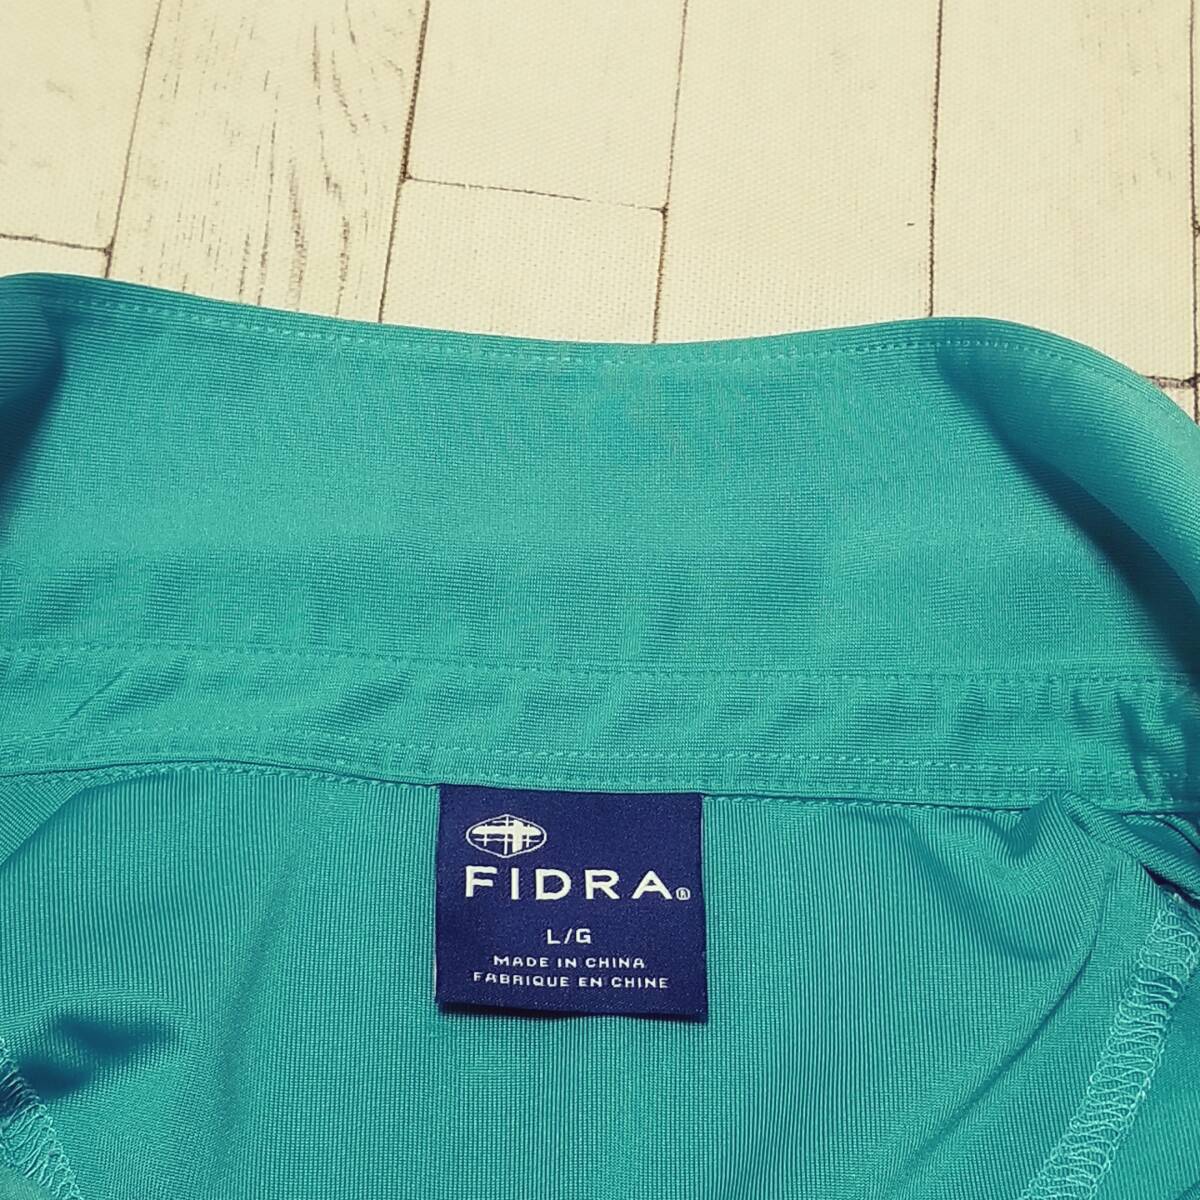 FIDRA®
L/G
MADE IN CHINA
FABRIQUE EN CHINE